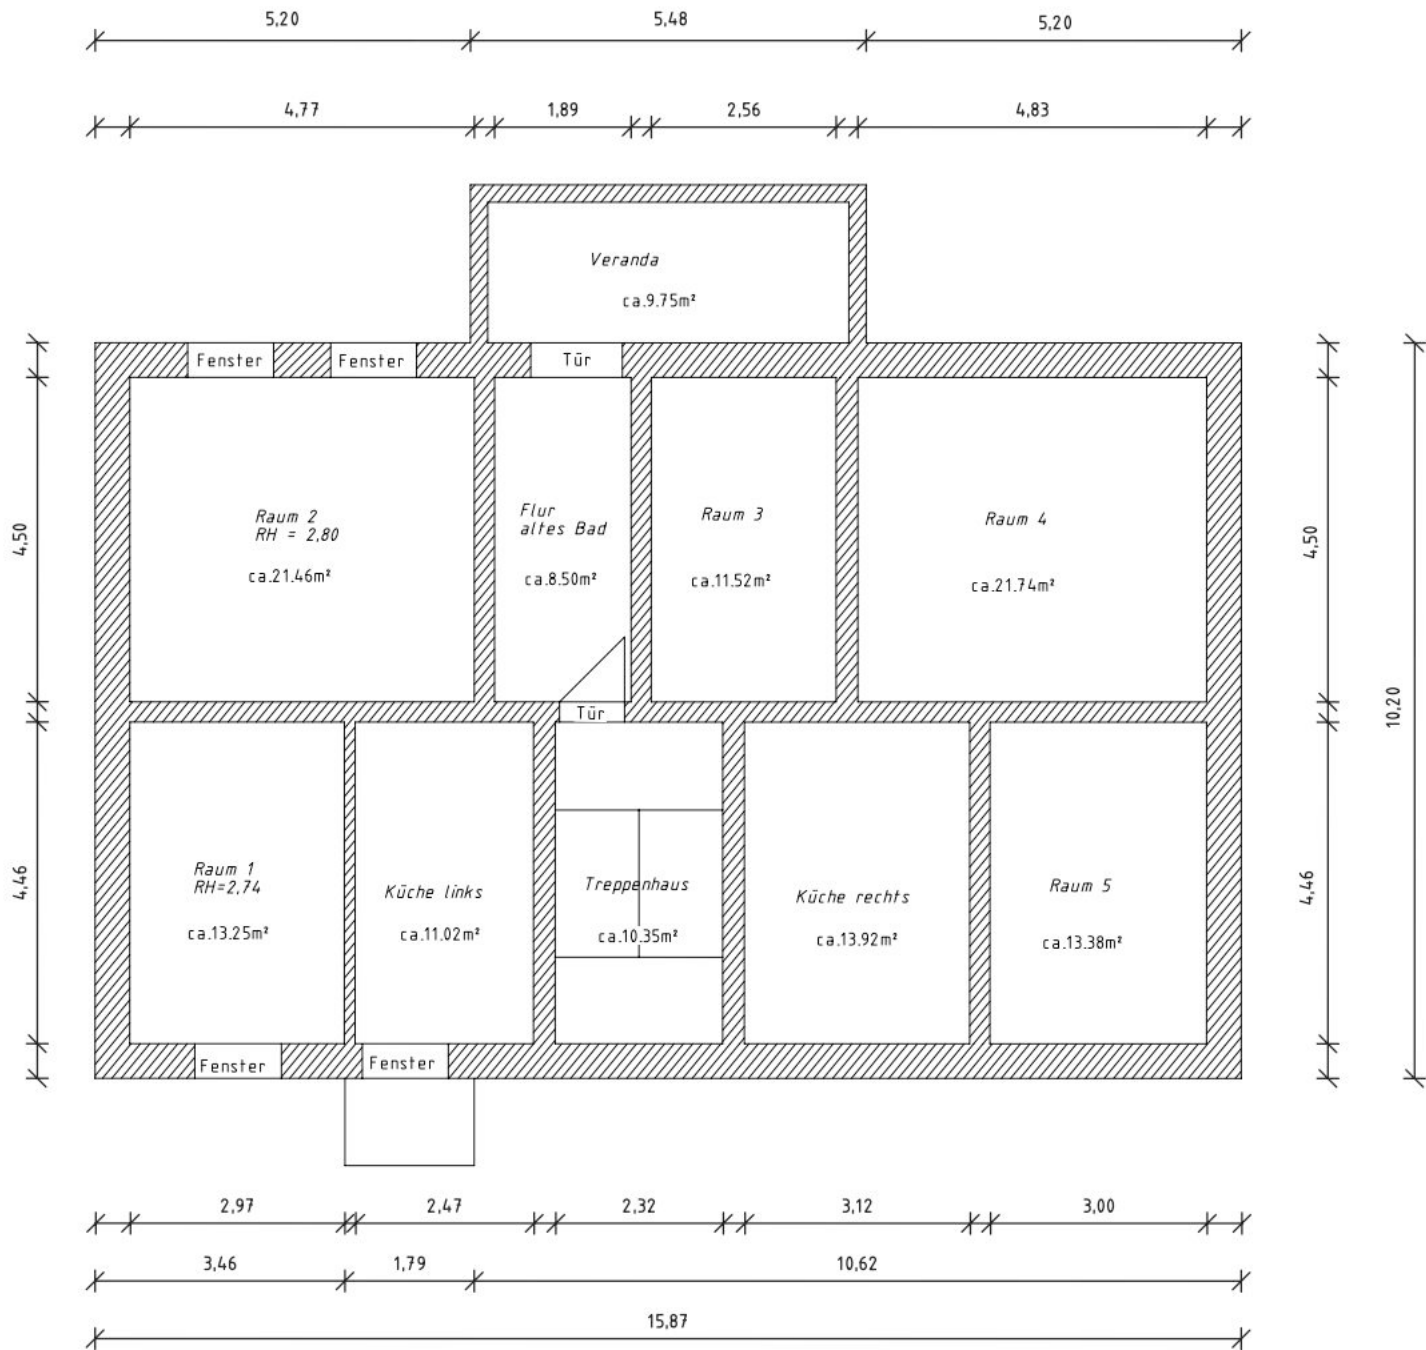 5,20
5,48
5,20
4,77
1,89
2,56
4,83
Veranda
ca.9.75m²
Fenster
Fenster
Tür
Raum 2
RH = 2,80
ca.21.46m²
Flur
altes Bad
ca.8.50m²
Raum 3
ca.11.52m²
Raum 4
ca.21.74m²
4,50
4,50
10,20
Tür
Raum 1
RH=2,74
ca.13.25m²
Küche links
ca.11.02m²
Treppenhaus
ca.10.35m²
Küche rechts
ca.13.92m²
Raum 5
ca.13.38m²
4,46
4,46
Fenster
Fenster
2,97
2,47
2,32
3,12
3,00
3,46
1,79
10,62
15,87